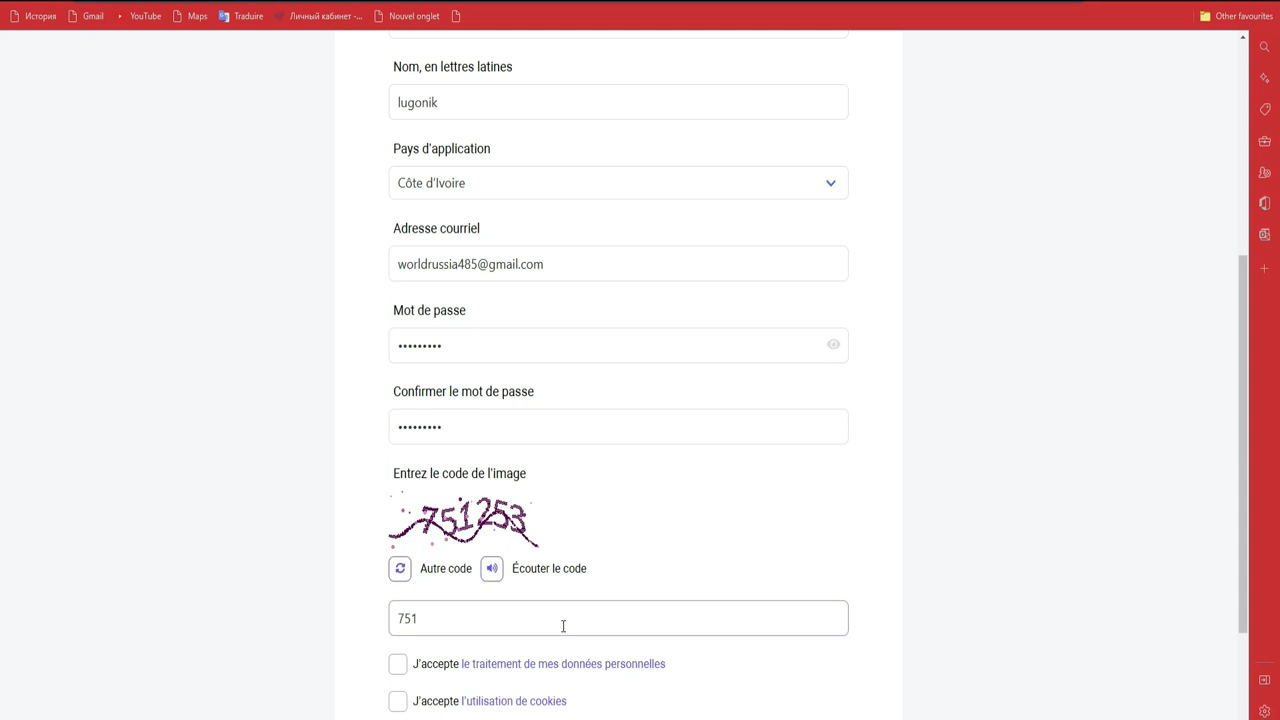 История Gmail YouTube Maps Traduire Личный кабинет -... Nouvel onglet Other favourites
Nom, en lettres latines
lugonik
Pays d'application
Côte d'Ivoire
Adresse courriel
worldrussia485@gmail.com
Mot de passe
•••••••••
Confirmer le mot de passe
•••••••••
Entrez le code de l'image
751253
Autre code Écouter le code
751
J'accepte le traitement de mes données personnelles
J'accepte l'utilisation de cookies